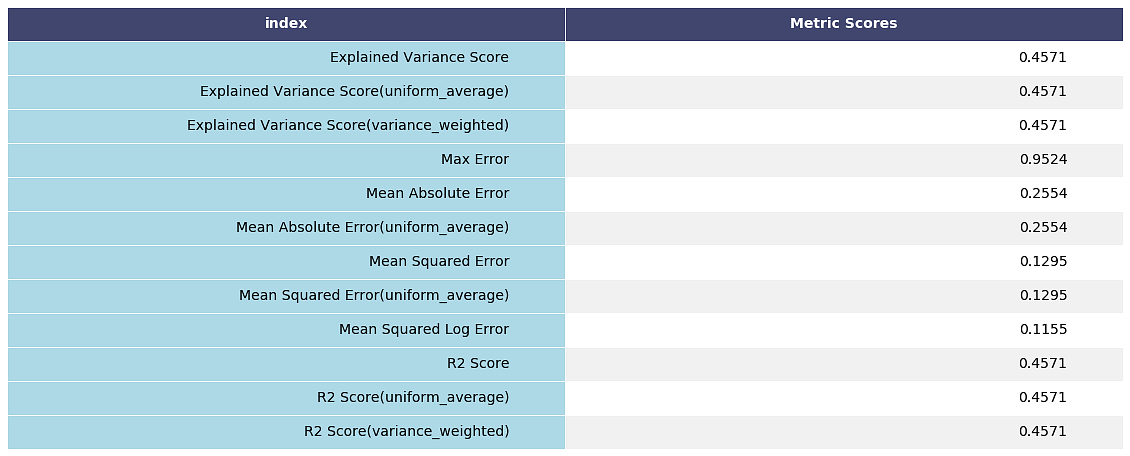 index Metric Scores
Explained Variance Score 0.4571
Explained Variance Score(uniform_average) 0.4571
Explained Variance Score(variance_weighted) 0.4571
Max Error 0.9524
Mean Absolute Error 0.2554
Mean Absolute Error(uniform_average) 0.2554
Mean Squared Error 0.1295
Mean Squared Error(uniform_average) 0.1295
Mean Squared Log Error 0.1155
R2 Score 0.4571
R2 Score(uniform_average) 0.4571
R2 Score(variance_weighted) 0.4571